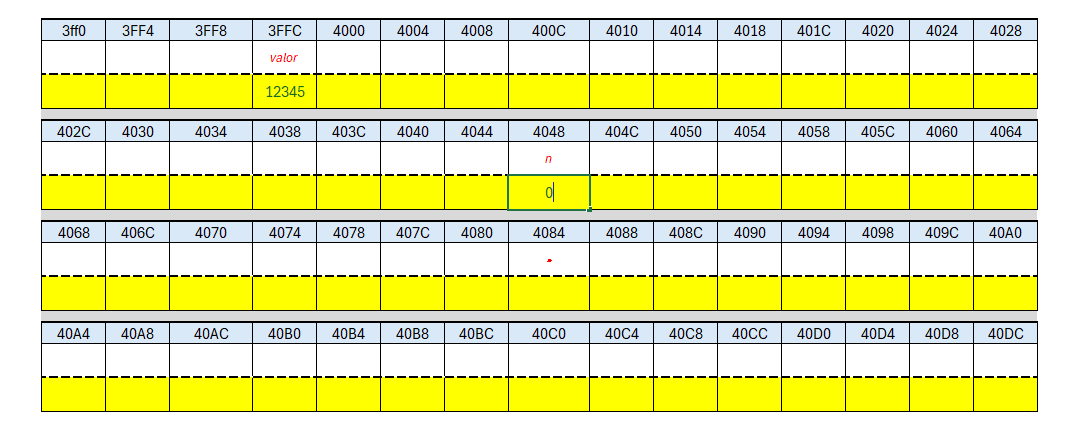 3ff0 3FF4 3FF8 3FFC 4000 4004 4008 400C 4010 4014 4018 401C 4020 4024 4028
valor
12345
402C 4030 4034 4038 403C 4040 4044 4048 404C 4050 4054 4058 405C 4060 4064
n
0
4068 406C 4070 4074 4078 407C 4080 4084 4088 408C 4090 4094 4098 409C 40A0
40A4 40A8 40AC 40B0 40B4 40B8 40BC 40C0 40C4 40C8 40CC 40D0 40D4 40D8 40DC